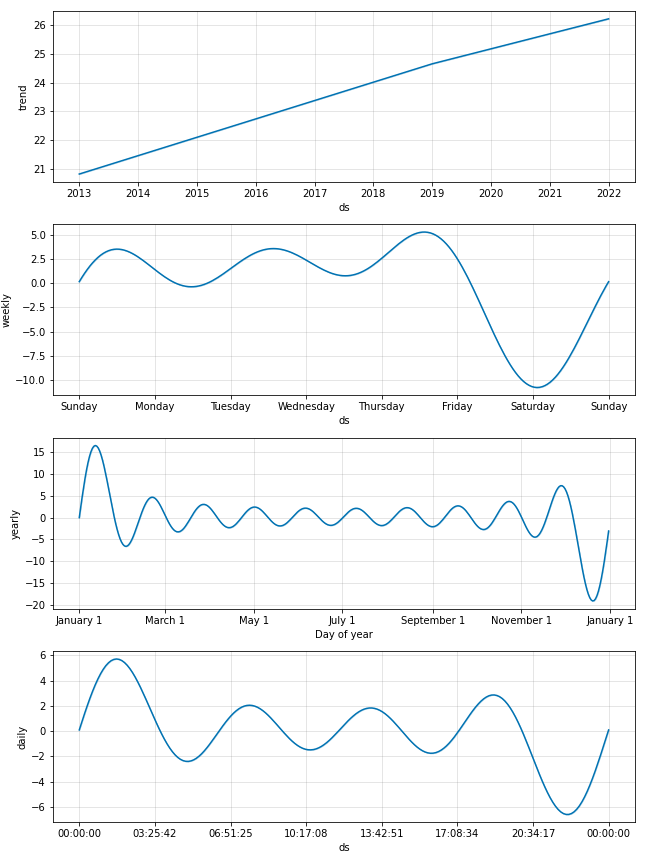 26
25
24
23
22
21
trend
2013 2014 2015 2016 2017 2018 2019 2020 2021 2022
ds
5.0
2.5
0.0
−2.5
−5.0
−7.5
−10.0
weekly
Sunday Monday Tuesday Wednesday Thursday Friday Saturday Sunday
ds
15
10
5
0
−5
−10
−15
−20
yearly
January 1 March 1 May 1 July 1 September 1 November 1 January 1
Day of year
6
4
2
0
−2
−4
−6
daily
00:00:00 03:25:42 06:51:25 10:17:08 13:42:51 17:08:34 20:34:17 00:00:00
ds